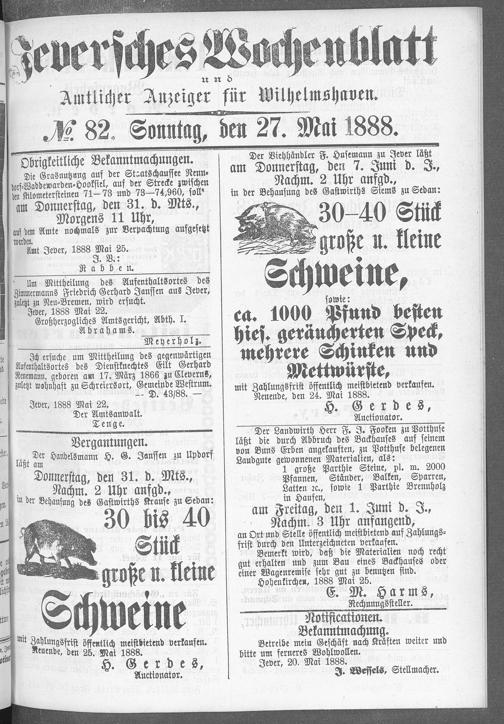 Jeversches Wochenblatt
und
Amtlicher Anzeiger für Wilhelmshaven.
№ 82. Sonntag, den 27. Mai 1888.
Obrigkeitliche Bekanntmachungen.
Die Grasnutzung auf der Staatschaussee Nenn-
dorf-Waddewarden-Hooksiel, auf der Strecke zwischen
den Kilometersteinen 71—73 und 73—74,960, soll
am Donnerstag, den 31. d. Mts.,
Morgens 11 Uhr,
auf dem Amte nochmals zur Verpachtung aufgesetzt
werden.
Amt Jever, 1888 Mai 25.
J. V.:
Rabben.
Um Mittheilung des Aufenthaltsortes des
Zimmermanns Friedrich Gerhard Janssen aus Jever,
zuletzt zu Neu-Bremen, wird ersucht.
Jever, 1888 Mai 22.
Großherzogliches Amtsgericht, Abth. I.
Abrahams.
Meyerholz.
Ich ersuche um Mittheilung des gegenwärtigen
Aufenthaltsortes des Dienstknechtes Gilt Gerhard
Rennemann, geboren am 17. März 1866 zu Cleverns,
zuletzt wohnhaft zu Schreiersort, Gemeinde Westrum.
— D. 43/88. —
Jever, 1888 Mai 22.
Der Amtsanwalt.
Tenge.
Vergantungen.
Der Handelsmann H. G. Janssen zu Updorf
läßt am
Donnerstag, den 31. d. Mts.,
Nachm. 2 Uhr anfgd.,
in der Behausung des Gastwirths Krause zu Sedan:
30 bis 40
Stück
große u. kleine
Schweine
mit Zahlungsfrist öffentlich meistbietend verkaufen.
Neuende, den 25. Mai 1888.
H. Gerdes,
Auctionator.
Der Viehhändler F. Husemann zu Jever läßt
am Donnerstag, den 7. Juni d. J.,
Nachm. 2 Uhr anfgd.,
in der Behausung des Gastwirths Siems zu Sedan:
30—40 Stück
große u. kleine
Schweine,
sowie:
ca. 1000 Pfund besten
hies. geräucherten Speck,
mehrere Schinken und
Mettwürste,
mit Zahlungsfrist öffentlich meistbietend verkaufen.
Neuende, den 24. Mai 1888.
H. Gerdes,
Auctionator.
Der Landwirth Herr F. J. Fooken zu Potthuse
läßt die durch Abbruch des Backhauses auf seinem
von Buns Erben angekauften, zu Potthuse belegenen
Landgute gewonnenen Materialien, als:
1 große Parthie Steine, pl. m. 2000
Pfannen, Ständer, Balken, Sparren,
Latten ꝛc., sowie 1 Parthie Brennholz
in Haufen,
am Freitag, den 1. Juni d. J.,
Nachm. 3 Uhr anfangend,
an Ort und Stelle öffentlich meistbietend auf Zahlungs-
frist durch den Unterzeichneten verkaufen.
Bemerkt wird, daß die Materialien noch recht
gut erhalten und zum Bau eines Backhauses oder
einer Wagenremise sehr gut zu benutzen sind.
Hohenkirchen, 1888 Mai 25.
E. M. Harms,
Rechnungsteller.
Notificationen.
Bekanntmachung.
Betreibe mein Geschäft nach Kräften weiter und
bitte um ferneres Wohlwollen.
Jever, 20. Mai 1888.
J. Wessels, Stellmacher.